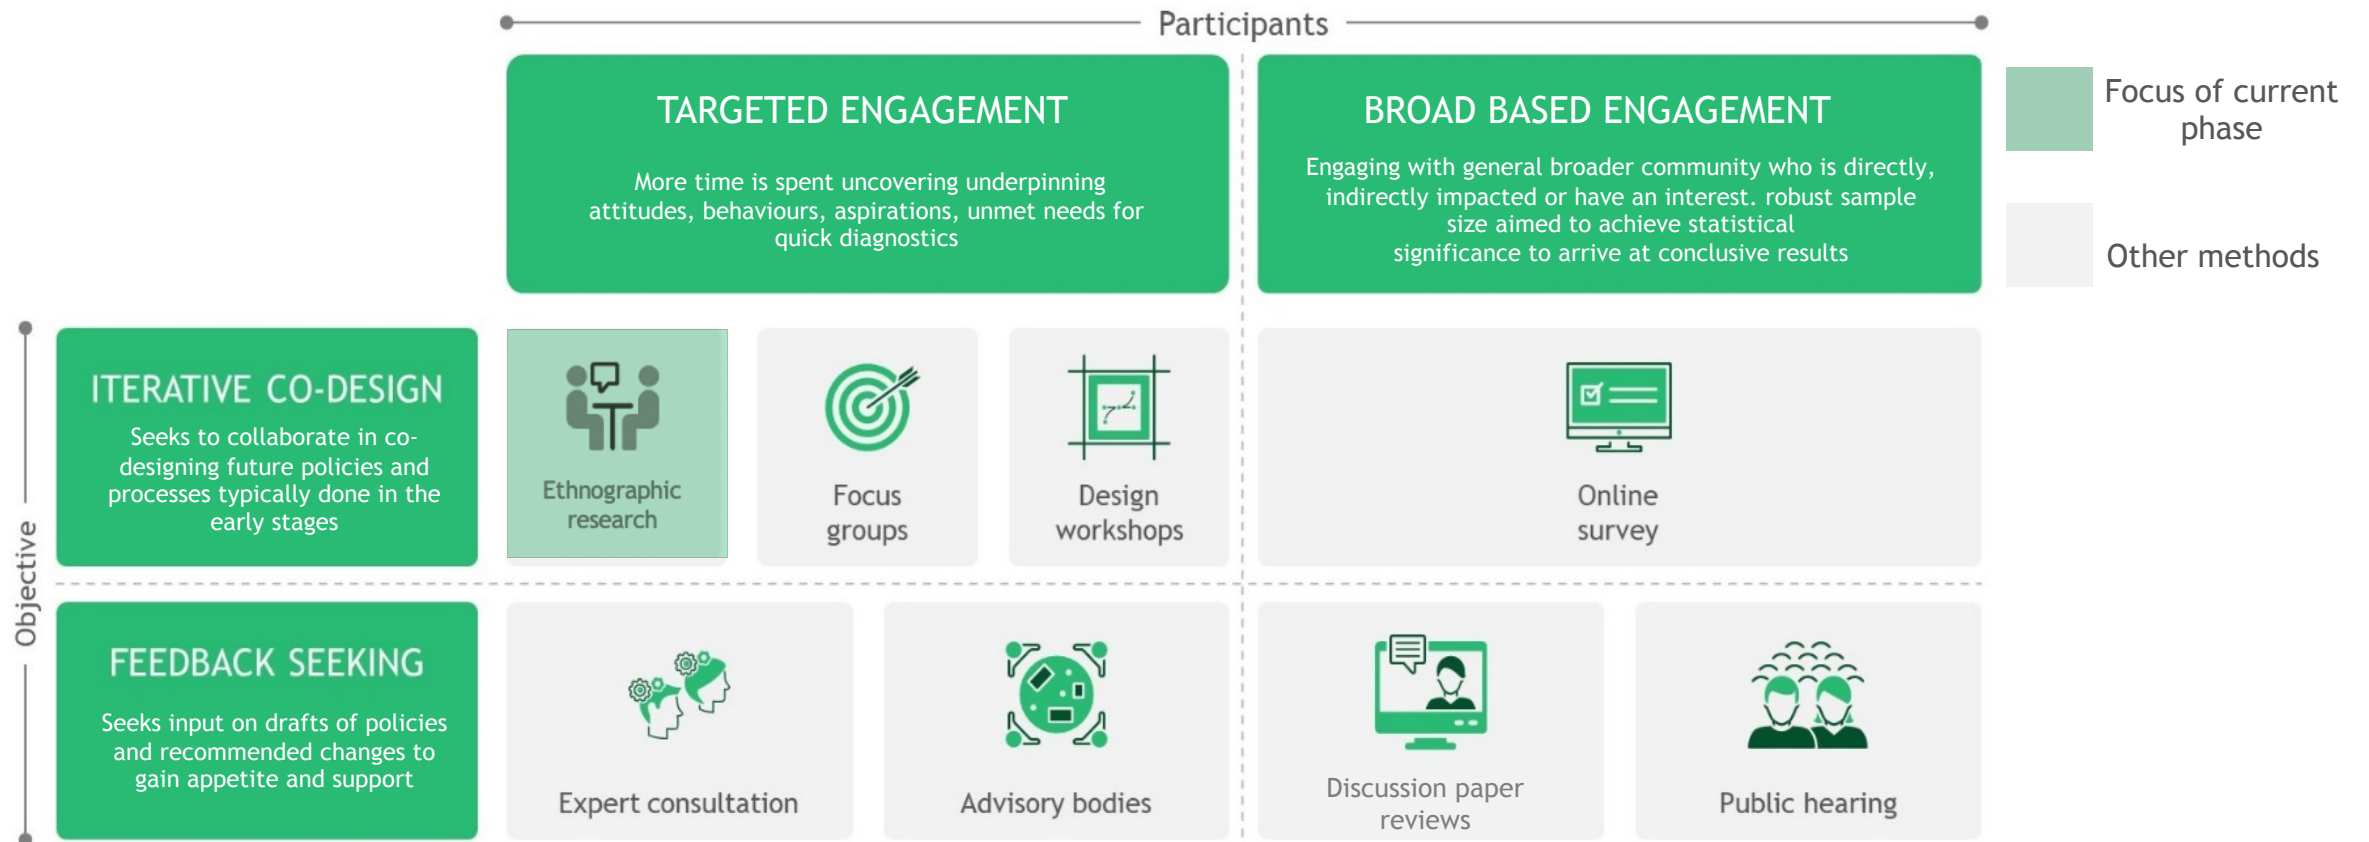 Participants
TARGETED ENGAGEMENT
More time is spent uncovering underpinning
attitudes, behaviours, aspirations, unmet needs for
quick diagnostics
BROAD BASED ENGAGEMENT
Engaging with general broader community who is directly,
indirectly impacted or have an interest. robust sample
size aimed to achieve statistical
significance to arrive at conclusive results
Focus of current
phase
Other methods
Objective
ITERATIVE CO-DESIGN
Seeks to collaborate in co-
designing future policies and
processes typically done in the
early stages
Ethnographic
research
Focus
groups
Design
workshops
Online
survey
FEEDBACK SEEKING
Seeks input on drafts of policies
and recommended changes to
gain appetite and support
Expert consultation
Advisory bodies
Discussion paper
reviews
Public hearing